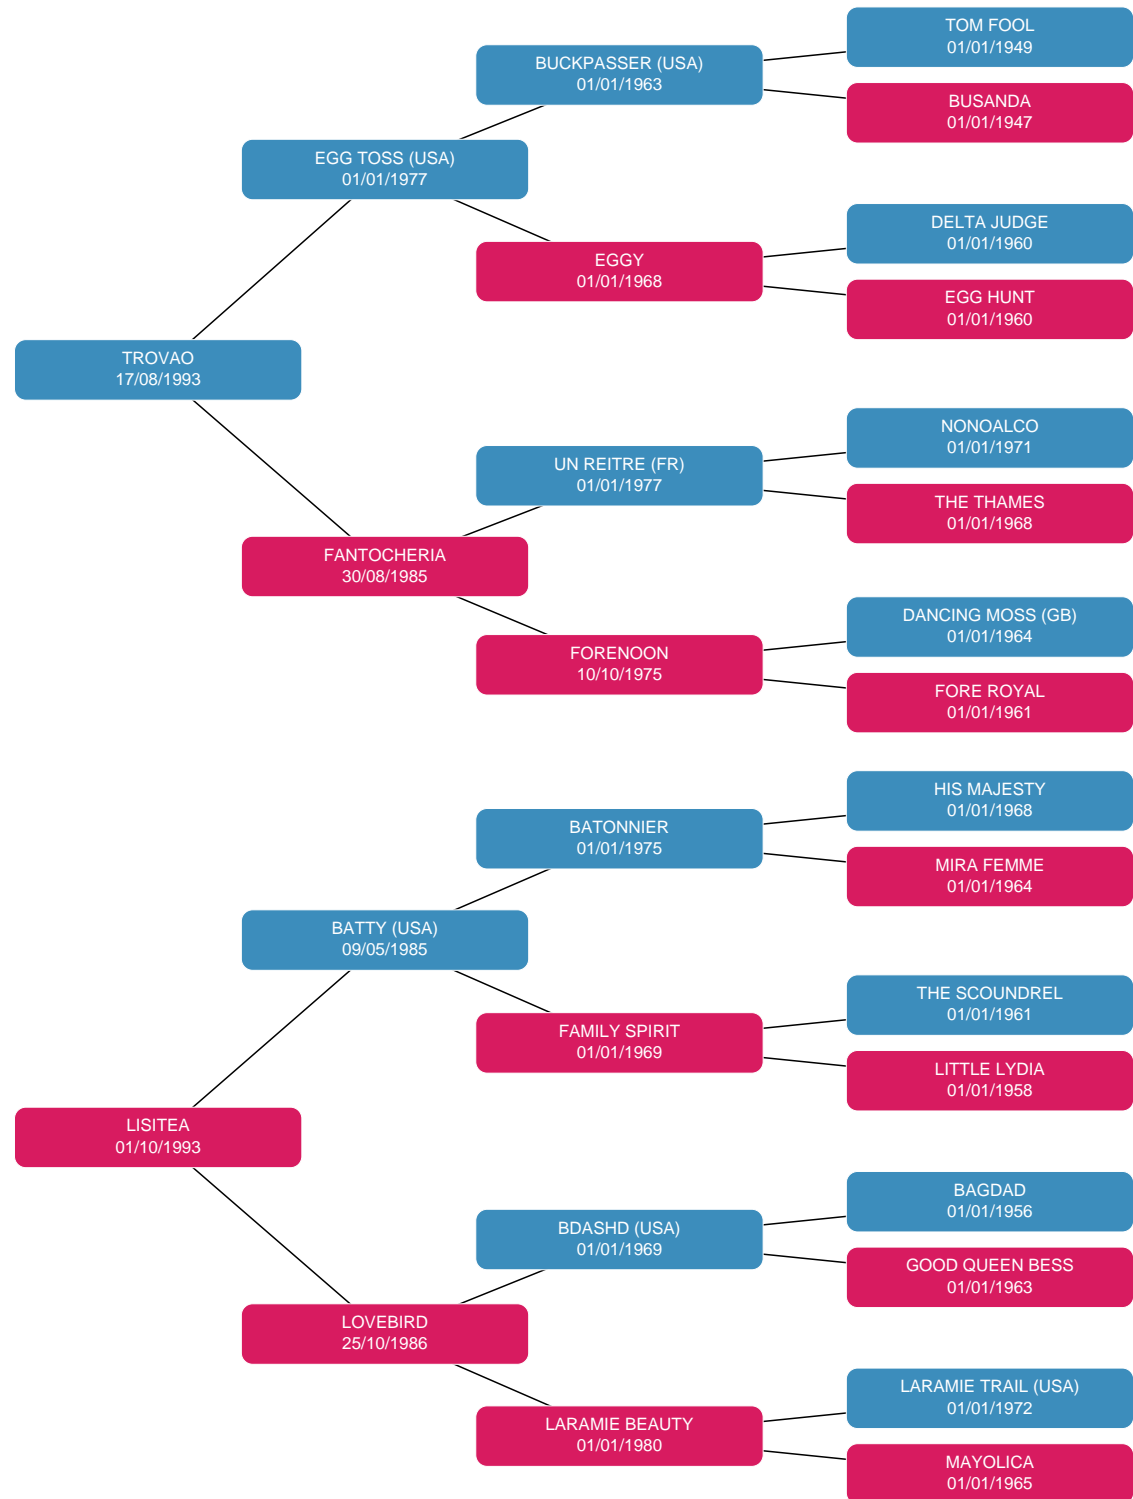 TOM FOOL
01/01/1949
BUCKPASSER (USA)
01/01/1963
BUSANDA
01/01/1947
EGG TOSS (USA)
01/01/1977
DELTA JUDGE
01/01/1960
EGGY
01/01/1968
EGG HUNT
01/01/1960
TROVAO
17/08/1993
NONOALCO
01/01/1971
UN REITRE (FR)
01/01/1977
THE THAMES
01/01/1968
FANTOCHERIA
30/08/1985
DANCING MOSS (GB)
01/01/1964
FORENOON
10/10/1975
FORE ROYAL
01/01/1961
HIS MAJESTY
01/01/1968
BATONNIER
01/01/1975
MIRA FEMME
01/01/1964
BATTY (USA)
09/05/1985
THE SCOUNDREL
01/01/1961
FAMILY SPIRIT
01/01/1969
LITTLE LYDIA
01/01/1958
LISITEA
01/10/1993
BAGDAD
01/01/1956
BDASHD (USA)
01/01/1969
GOOD QUEEN BESS
01/01/1963
LOVEBIRD
25/10/1986
LARAMIE TRAIL (USA)
01/01/1972
LARAMIE BEAUTY
01/01/1980
MAYOLICA
01/01/1965